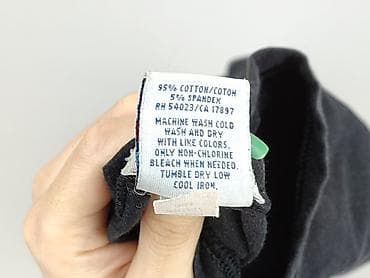 95% COTTON/COTON
5% SPANDEX
RN 54023/CA 17897
MACHINE WASH COLD
WASH AND DRY
WITH LIKE COLORS,
ONLY NON-CHLORINE
BLEACH WHEN NEEDED.
TUMBLE DRY LOW
COOL IRON.